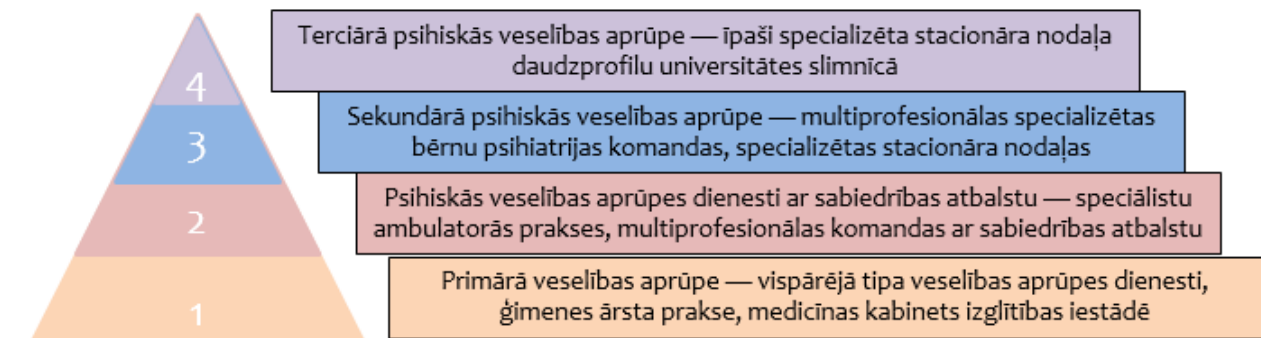 4
Terciārā psihiskās veselības aprūpe — īpaši specializēta stacionāra nodaļa
daudzprofilu universitātes slimnīcā
3
Sekundārā psihiskās veselības aprūpe — multiprofesionālas specializētas
bērnu psihiatrijas komandas, specializētas stacionāra nodaļas
2
Psihiskās veselības aprūpes dienesti ar sabiedrības atbalstu — speciālistu
ambulatorās prakses, multiprofesionālas komandas ar sabiedrības atbalstu
1
Primārā veselības aprūpe — vispārējā tipa veselības aprūpes dienesti,
ģimenes ārsta prakse, medicīnas kabinets izglītības iestādē